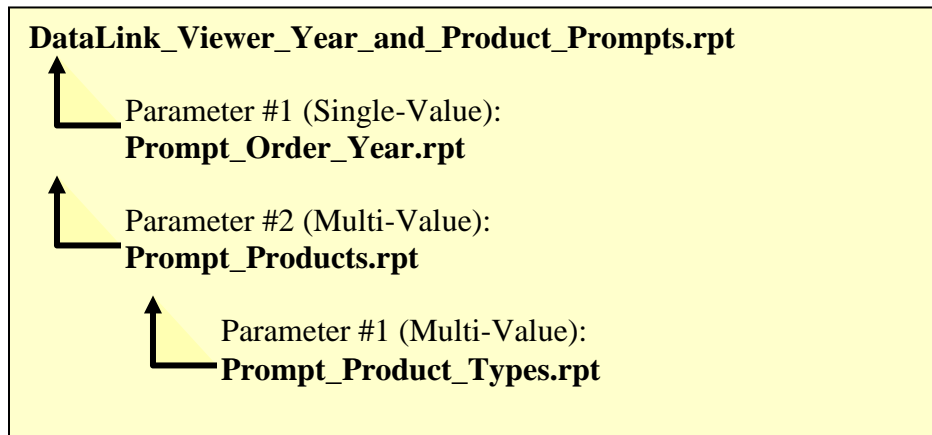 DataLink_Viewer_Year_and_Product_Prompts.rpt
Parameter #1 (Single-Value):
Prompt_Order_Year.rpt
Parameter #2 (Multi-Value):
Prompt_Products.rpt
Parameter #1 (Multi-Value):
Prompt_Product_Types.rpt